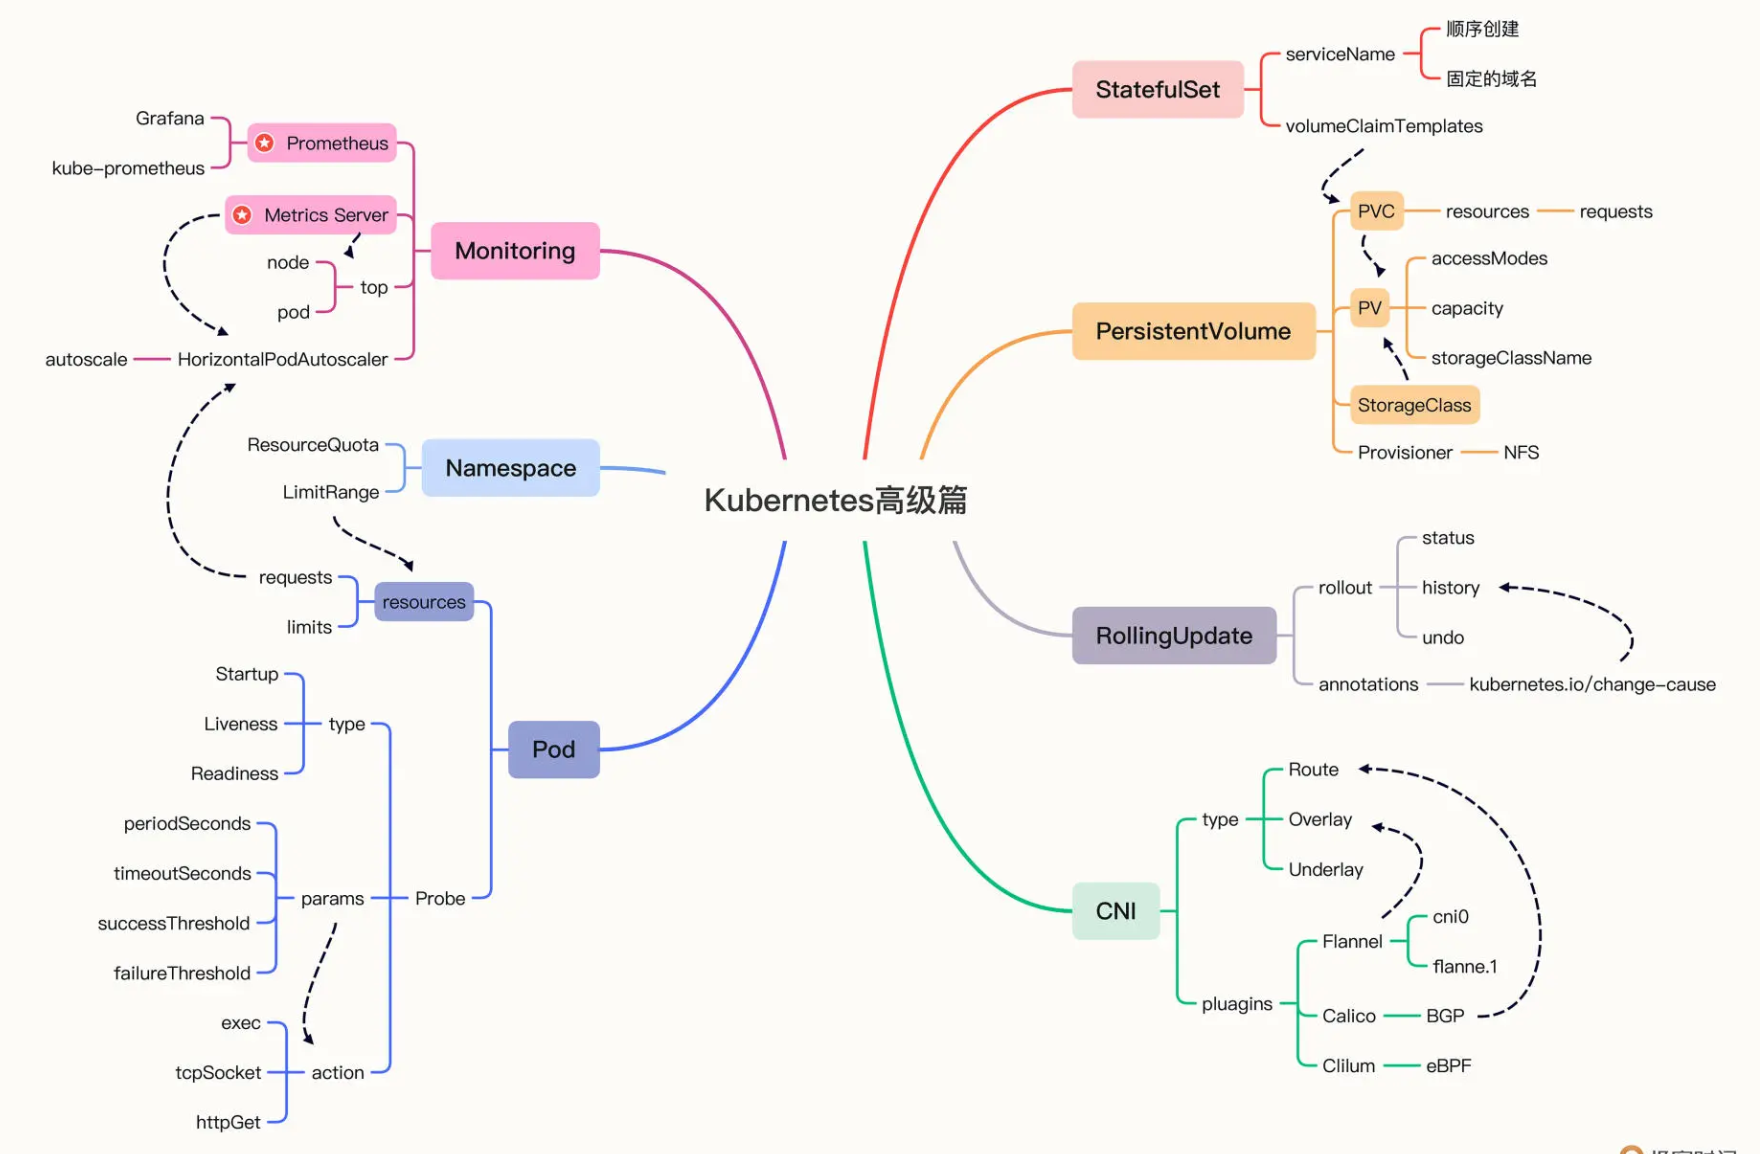 Kubernetes高级篇
StatefulSet
serviceName
顺序创建
固定的域名
volumeClaimTemplates
PersistentVolume
PVC
resources
requests
PV
accessModes
capacity
storageClassName
StorageClass
Provisioner
NFS
RollingUpdate
rollout
status
history
undo
annotations
kubernetes.io/change-cause
CNI
type
Route
Overlay
Underlay
pluagins
Flannel
cni0
flanne.1
Calico
BGP
Clilum
eBPF
Monitoring
Prometheus
Grafana
kube-prometheus
Metrics Server
top
node
pod
HorizontalPodAutoscaler
autoscale
Namespace
ResourceQuota
LimitRange
Pod
resources
requests
limits
Probe
type
Startup
Liveness
Readiness
params
periodSeconds
timeoutSeconds
successThreshold
failureThreshold
action
exec
tcpSocket
httpGet